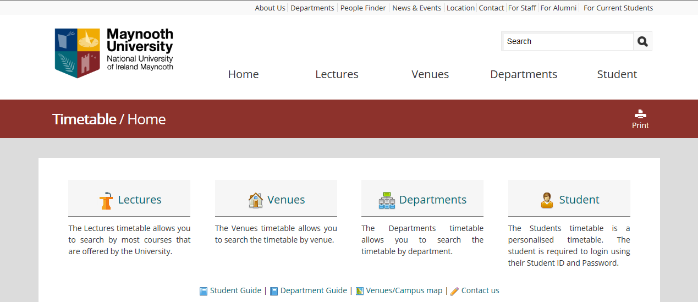 About Us | Departments | People Finder | News & Events | Location | Contact | For Staff | For Alumni | For Current Students
Maynooth
University
National University
of Ireland Maynooth
Search
Home Lectures Venues Departments Student
Timetable / Home
Print
Lectures
The Lectures timetable allows you
to search by most courses that
are offered by the University.
Venues
The Venues timetable allows you
to search the timetable by venue.
Departments
The Departments timetable
allows you to search the
timetable by department.
Student
The Students timetable is a
personalised timetable. The
student is required to login using
their Student ID and Password.
Student Guide | Department Guide | Venues/Campus map | Contact us